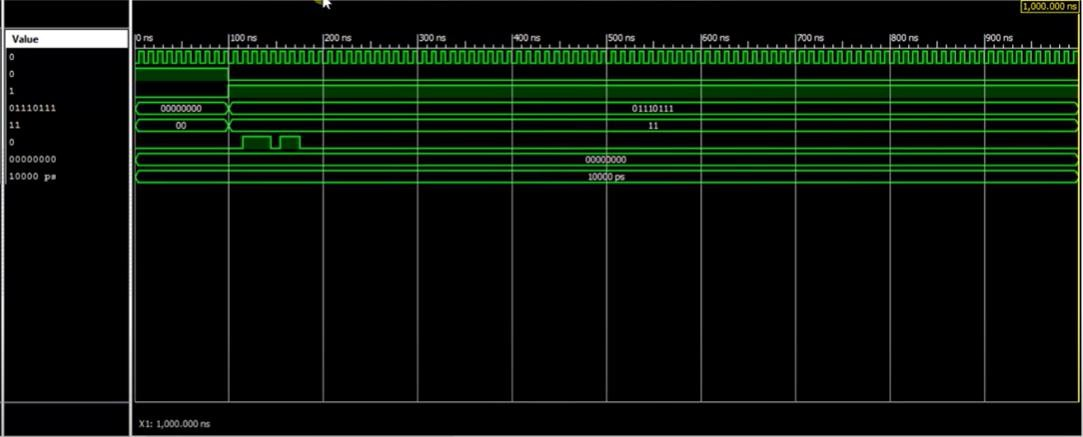 1,000.000 ns
Value
0 ns 100 ns 200 ns 300 ns 400 ns 500 ns 600 ns 700 ns 800 ns 900 ns
0
0
1
01110111 00000000 01110111
11 00 11
0
00000000 00000000
10000 ps 10000 ps
X1: 1,000.000 ns